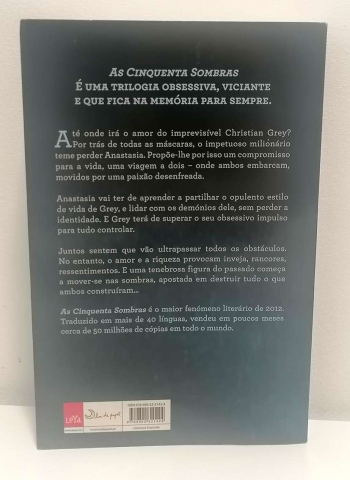 AS CINQUENTA SOMBRAS
É UMA TRILOGIA OBSESSIVA, VICIANTE
E QUE FICA NA MEMÓRIA PARA SEMPRE.
Até onde irá o amor do imprevisível Christian Grey?
Por trás de todas as máscaras, o impetuoso milionário
teme perder Anastasia. Propõe-lhe por isso um compromisso
para a vida, uma viagem a dois – onde ambos embarcam,
movidos por uma paixão desenfreada.
Anastasia vai ter de aprender a partilhar o opulento estilo
de vida de Grey, e lidar com os demónios dele, sem perder a
identidade. E Grey terá de superar o seu obsessivo impulso
para tudo controlar.
Juntos sentem que vão ultrapassar todos os obstáculos.
No entanto, o amor e a riqueza provocam inveja, rancores,
ressentimentos. E uma tenebrosa figura do passado começa
a mover-se nas sombras, apostada em destruir tudo o que
ambos construíram...
As Cinquenta Sombras é o maior fenómeno literário de 2012.
Traduzido em mais de 40 línguas, vendeu em poucos meses
cerca de 50 milhões de cópias em todo o mundo.
LeYa